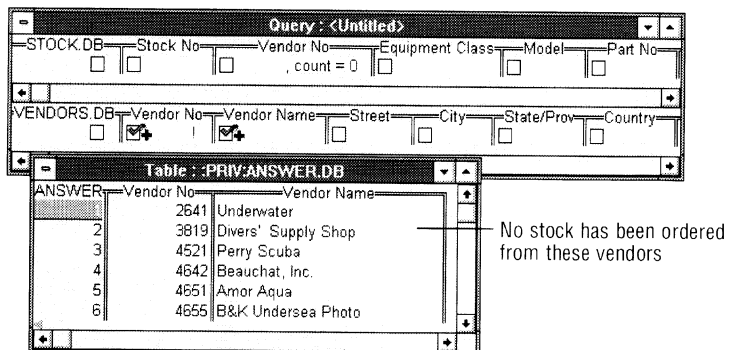 Query : <Untitled>
STOCK.DB Stock No Vendor No Equipment Class Model Part No
, count = 0
VENDORS.DB Vendor No Vendor Name Street City State/Prov Country
!
Table : :PRIV:ANSWER.DB
ANSWER Vendor No Vendor Name
1 2641 Underwater
2 3819 Divers' Supply Shop
3 4521 Perry Scuba
4 4642 Beauchat, Inc.
5 4651 Amor Aqua
6 4655 B&K Undersea Photo
No stock has been ordered
from these vendors